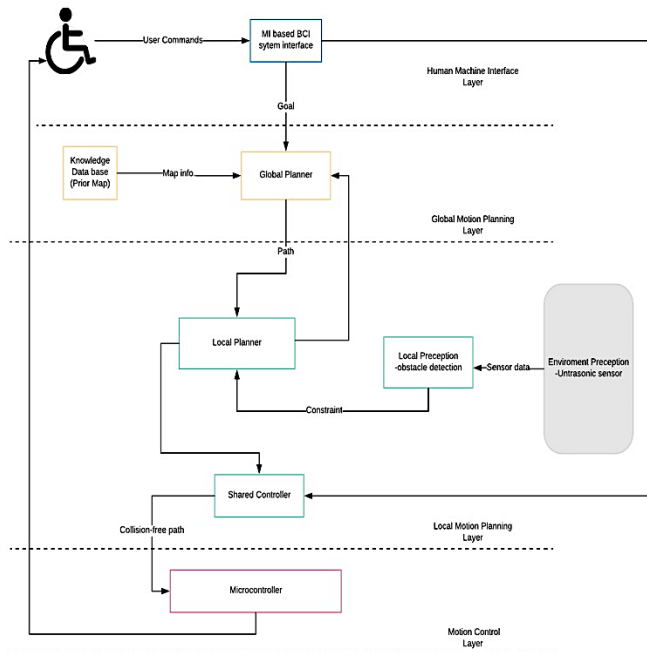 User Commands
MI based BCI
sytem interface
Human Machine Interface
Layer
Goal
Knowledge
Data base
(Prior Map)
Map info
Global Planner
Global Motion Planning
Layer
Path
Local Planner
Local Preception
-obstacle detection
Sensor data
Enviroment Preception
-Untrasonic sensor
Constraint
Shared Controller
Collision-free path
Local Motion Planning
Layer
Microcontroller
Motion Control
Layer